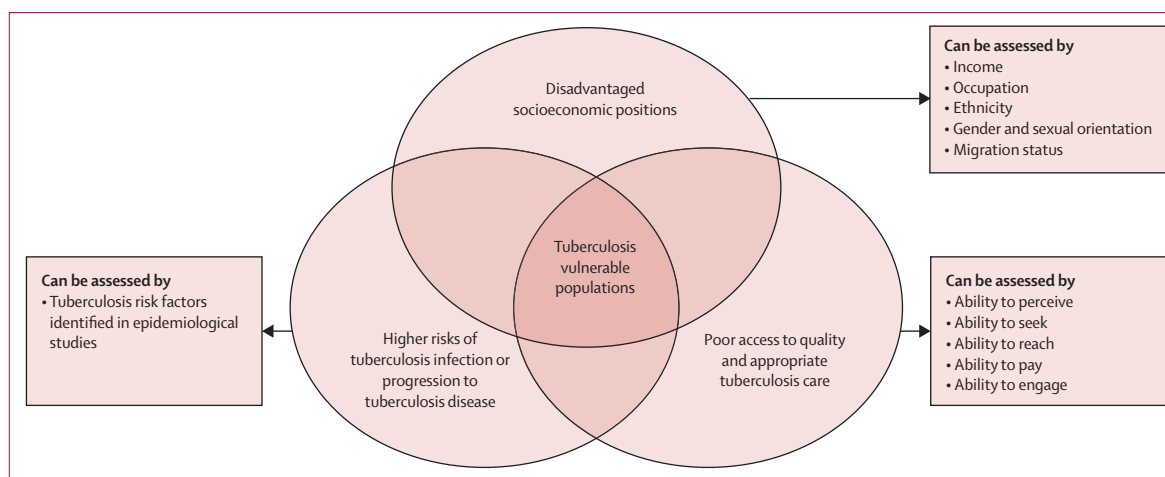 Disadvantaged
socioeconomic positions
Can be assessed by
• Income
• Occupation
• Ethnicity
• Gender and sexual orientation
• Migration status
Tuberculosis
vulnerable
populations
Can be assessed by
• Tuberculosis risk factors
identified in epidemiological
studies
Higher risks of
tuberculosis infection or
progression to
tuberculosis disease
Poor access to quality
and appropriate
tuberculosis care
Can be assessed by
• Ability to perceive
• Ability to seek
• Ability to reach
• Ability to pay
• Ability to engage